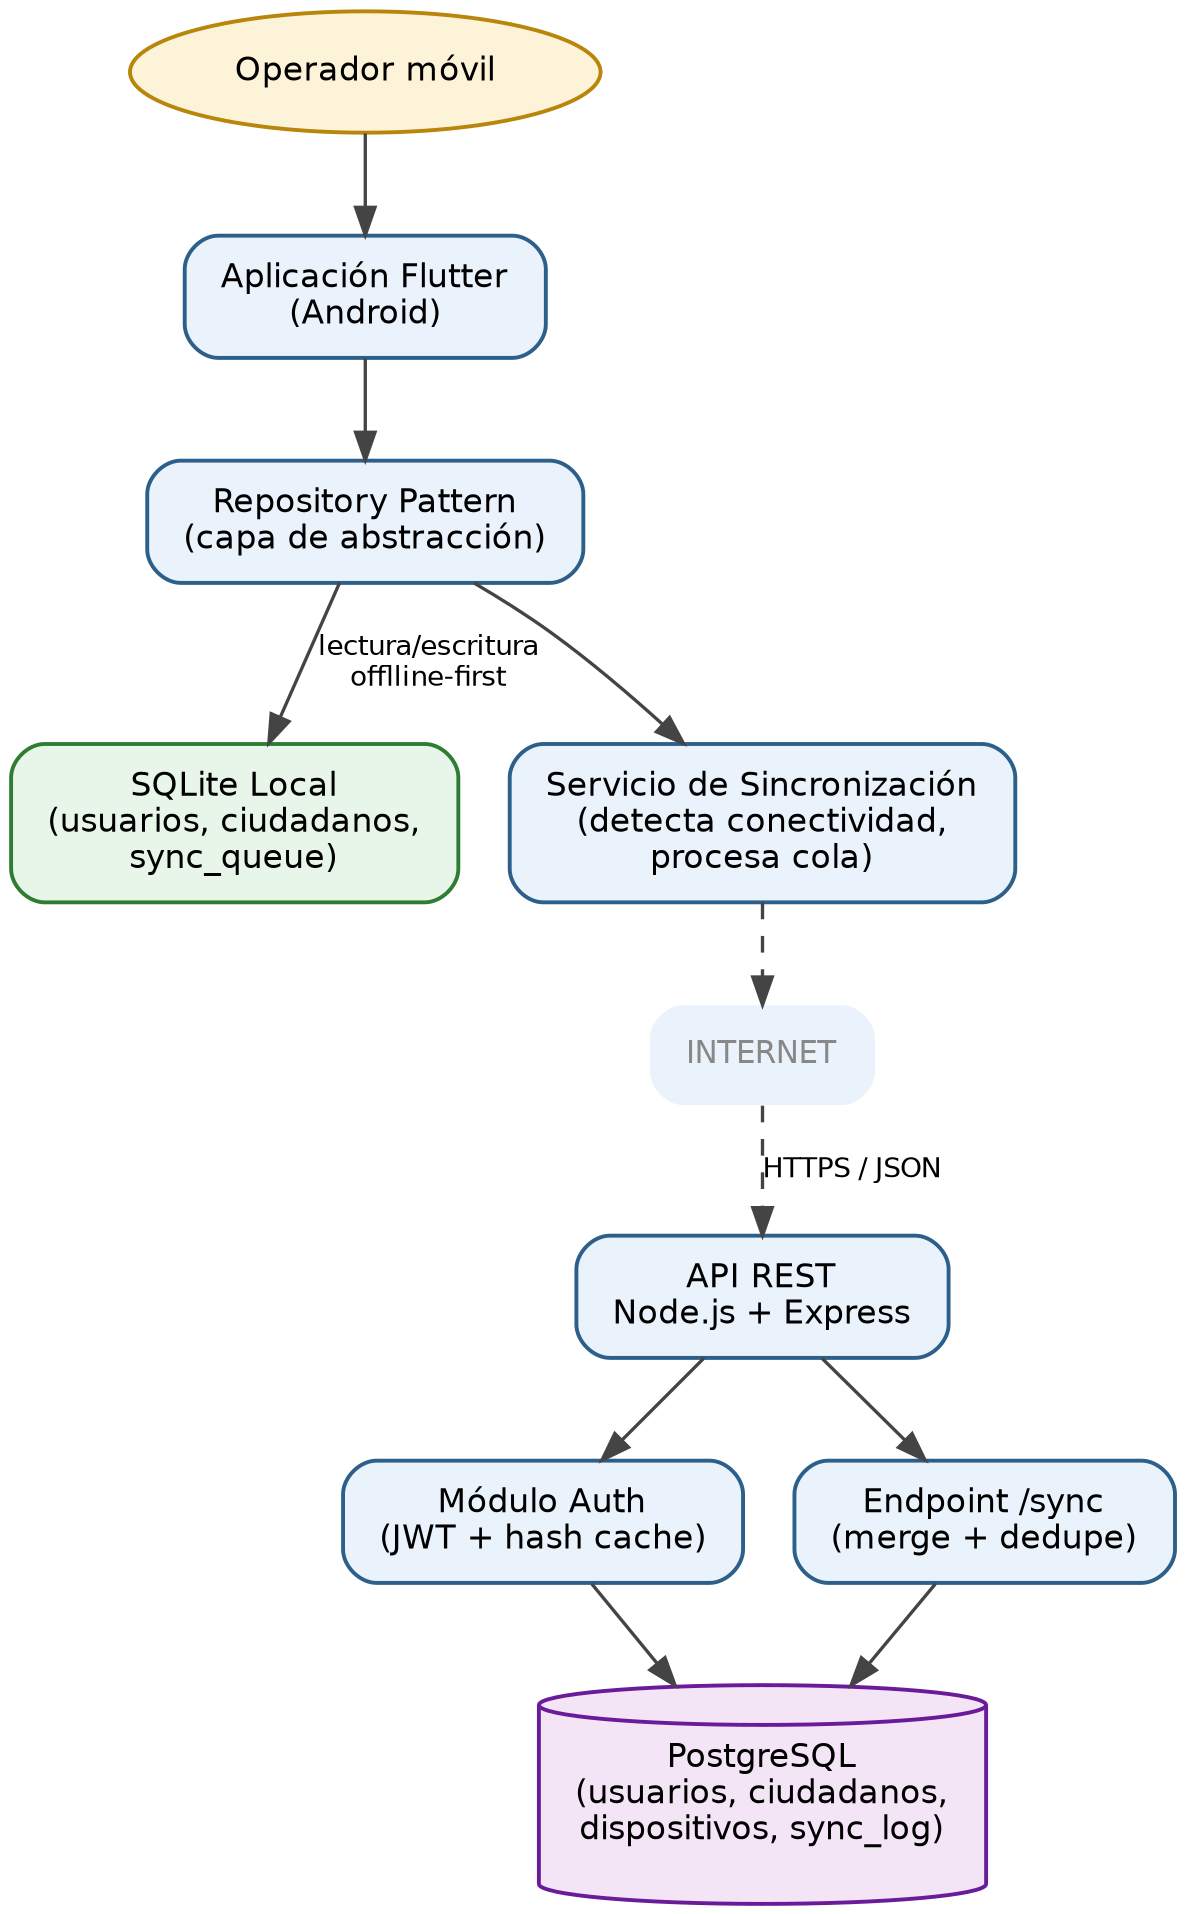 Operador móvil
Aplicación Flutter
(Android)
Repository Pattern
(capa de abstracción)
lectura/escritura
offlline-first
SQLite Local
(usuarios, ciudadanos,
sync_queue)
Servicio de Sincronización
(detecta conectividad,
procesa cola)
INTERNET
HTTPS / JSON
API REST
Node.js + Express
Módulo Auth
(JWT + hash cache)
Endpoint /sync
(merge + dedupe)
PostgreSQL
(usuarios, ciudadanos,
dispositivos, sync_log)